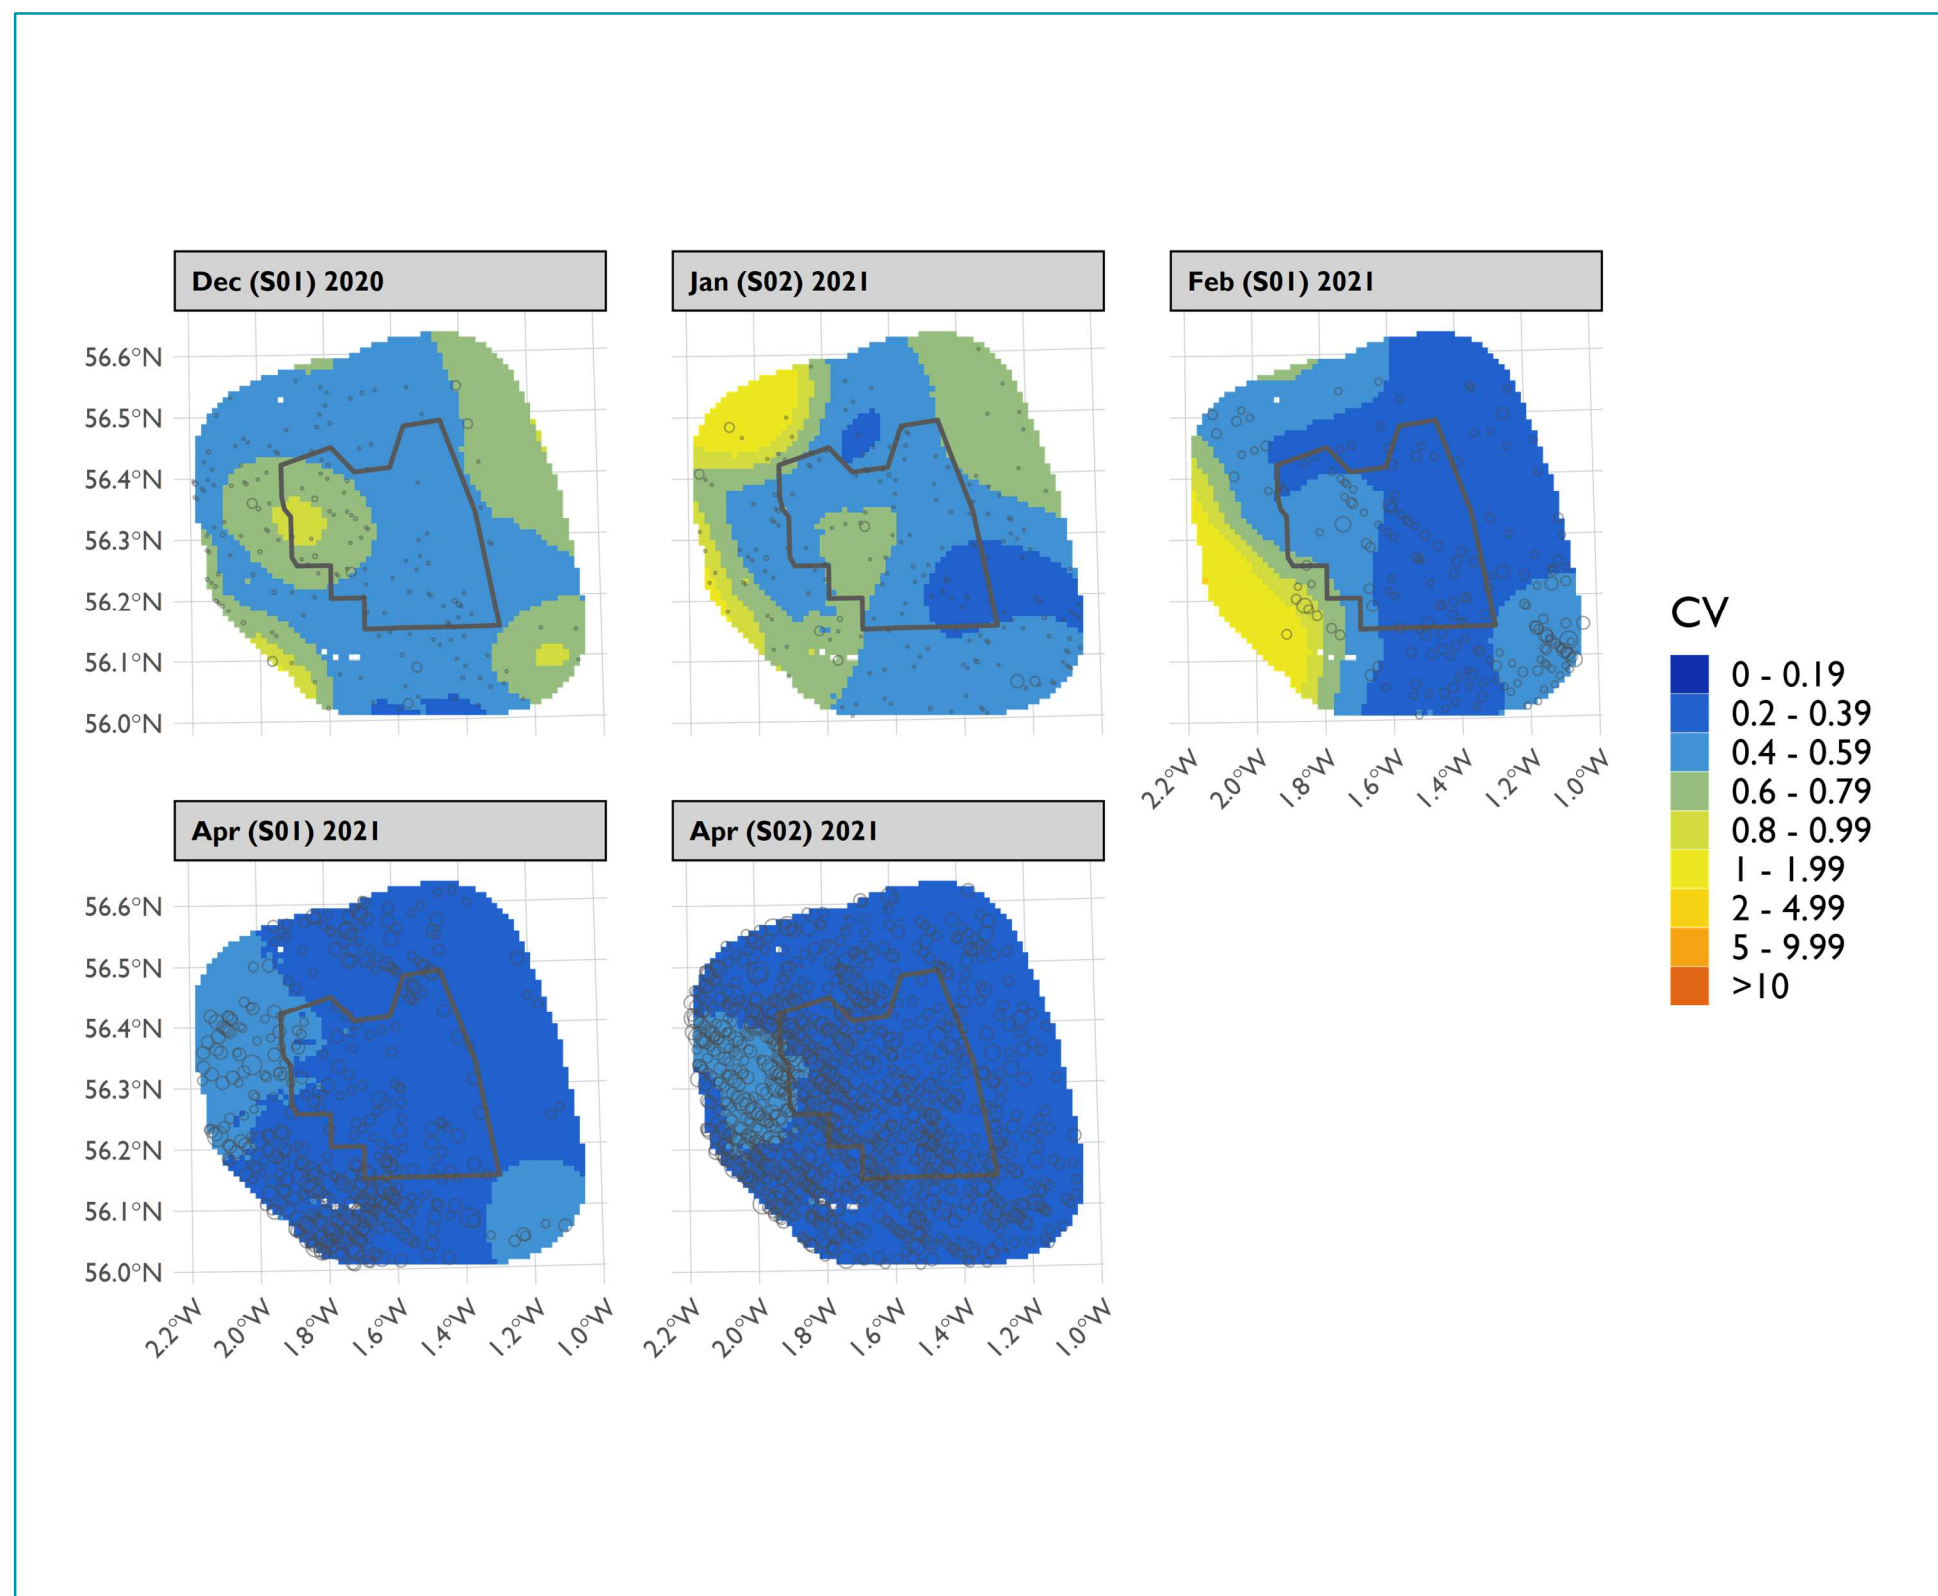 Dec (S01) 2020
Jan (S02) 2021
Feb (S01) 2021
56.6°N
56.5°N
56.4°N
56.3°N
56.2°N
56.1°N
56.0°N
2.2°W
2.0°W
1.8°W
1.6°W
1.4°W
1.2°W
1.0°W
CV
0 - 0.19
0.2 - 0.39
0.4 - 0.59
0.6 - 0.79
0.8 - 0.99
1 - 1.99
2 - 4.99
5 - 9.99
>10
Apr (S01) 2021
Apr (S02) 2021
56.6°N
56.5°N
56.4°N
56.3°N
56.2°N
56.1°N
56.0°N
2.2°W
2.0°W
1.8°W
1.6°W
1.4°W
1.2°W
1.0°W
2.2°W
2.0°W
1.8°W
1.6°W
1.4°W
1.2°W
1.0°W